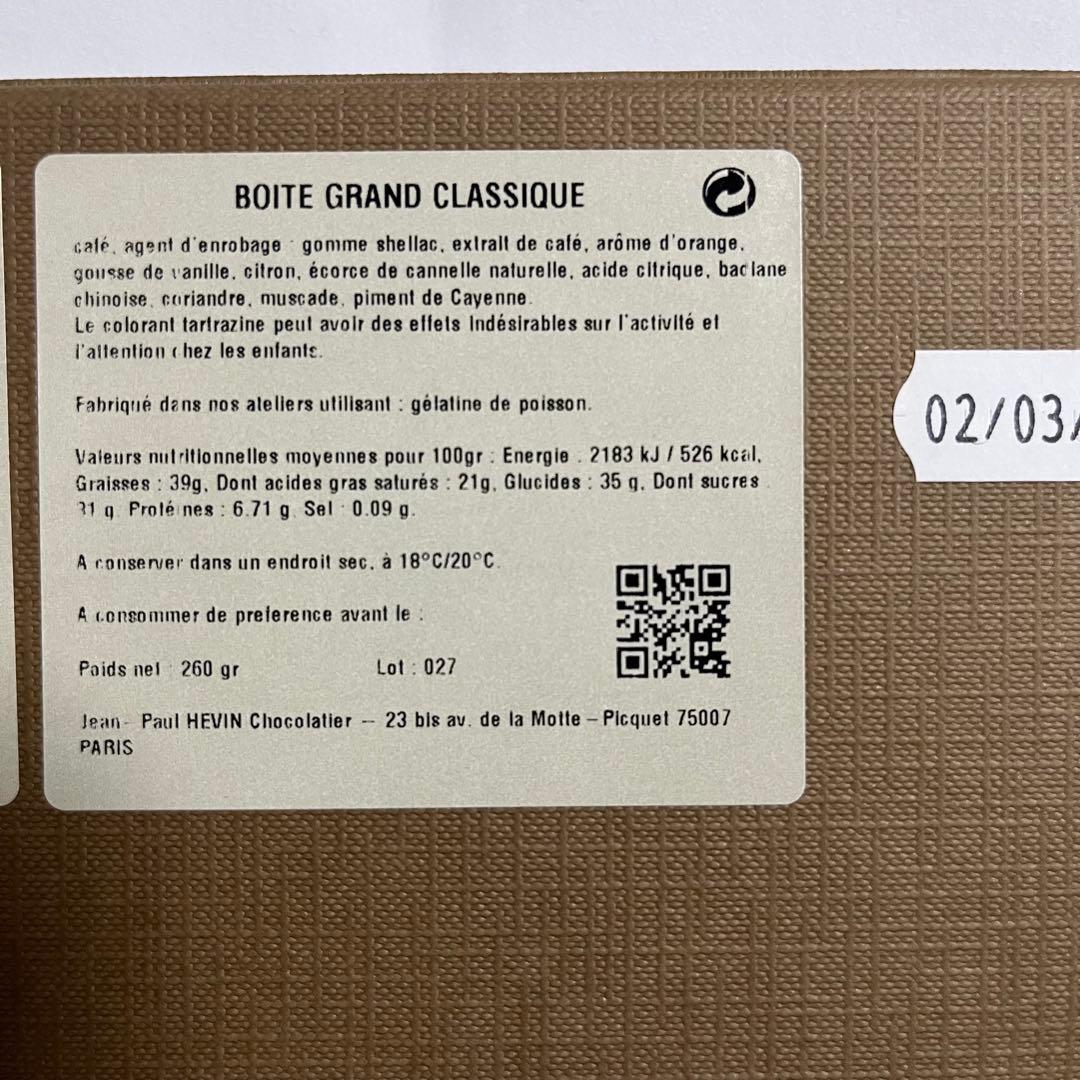 BOITE GRAND CLASSIQUE
café, agent d'enrobage : gomme shellac, extrait de café, arôme d'orange,
gousse de vanille, citron, écorce de cannelle naturelle, acide citrique, badiane
chinoise, coriandre, muscade, piment de Cayenne.
Le colorant tartrazine peut avoir des effets indésirables sur l'activité et
l'attention chez les enfants.
Fabriqué dans nos ateliers utilisant : gélatine de poisson.
Valeurs nutritionnelles moyennes pour 100gr : Energie : 2183 kJ / 526 kcal,
Graisses : 39g, Dont acides gras saturés : 21g, Glucides : 35 g, Dont sucres :
31 g, Protéines : 6.71 g, Sel : 0.09 g.
A conserver dans un endroit sec, à 18°C/20°C.
A consommer de preference avant le :
Poids net : 260 gr Lot : 027
Jean- Paul HEVIN Chocolatier – 23 bis av. de la Motte – Picquet 75007
PARIS
02/03/